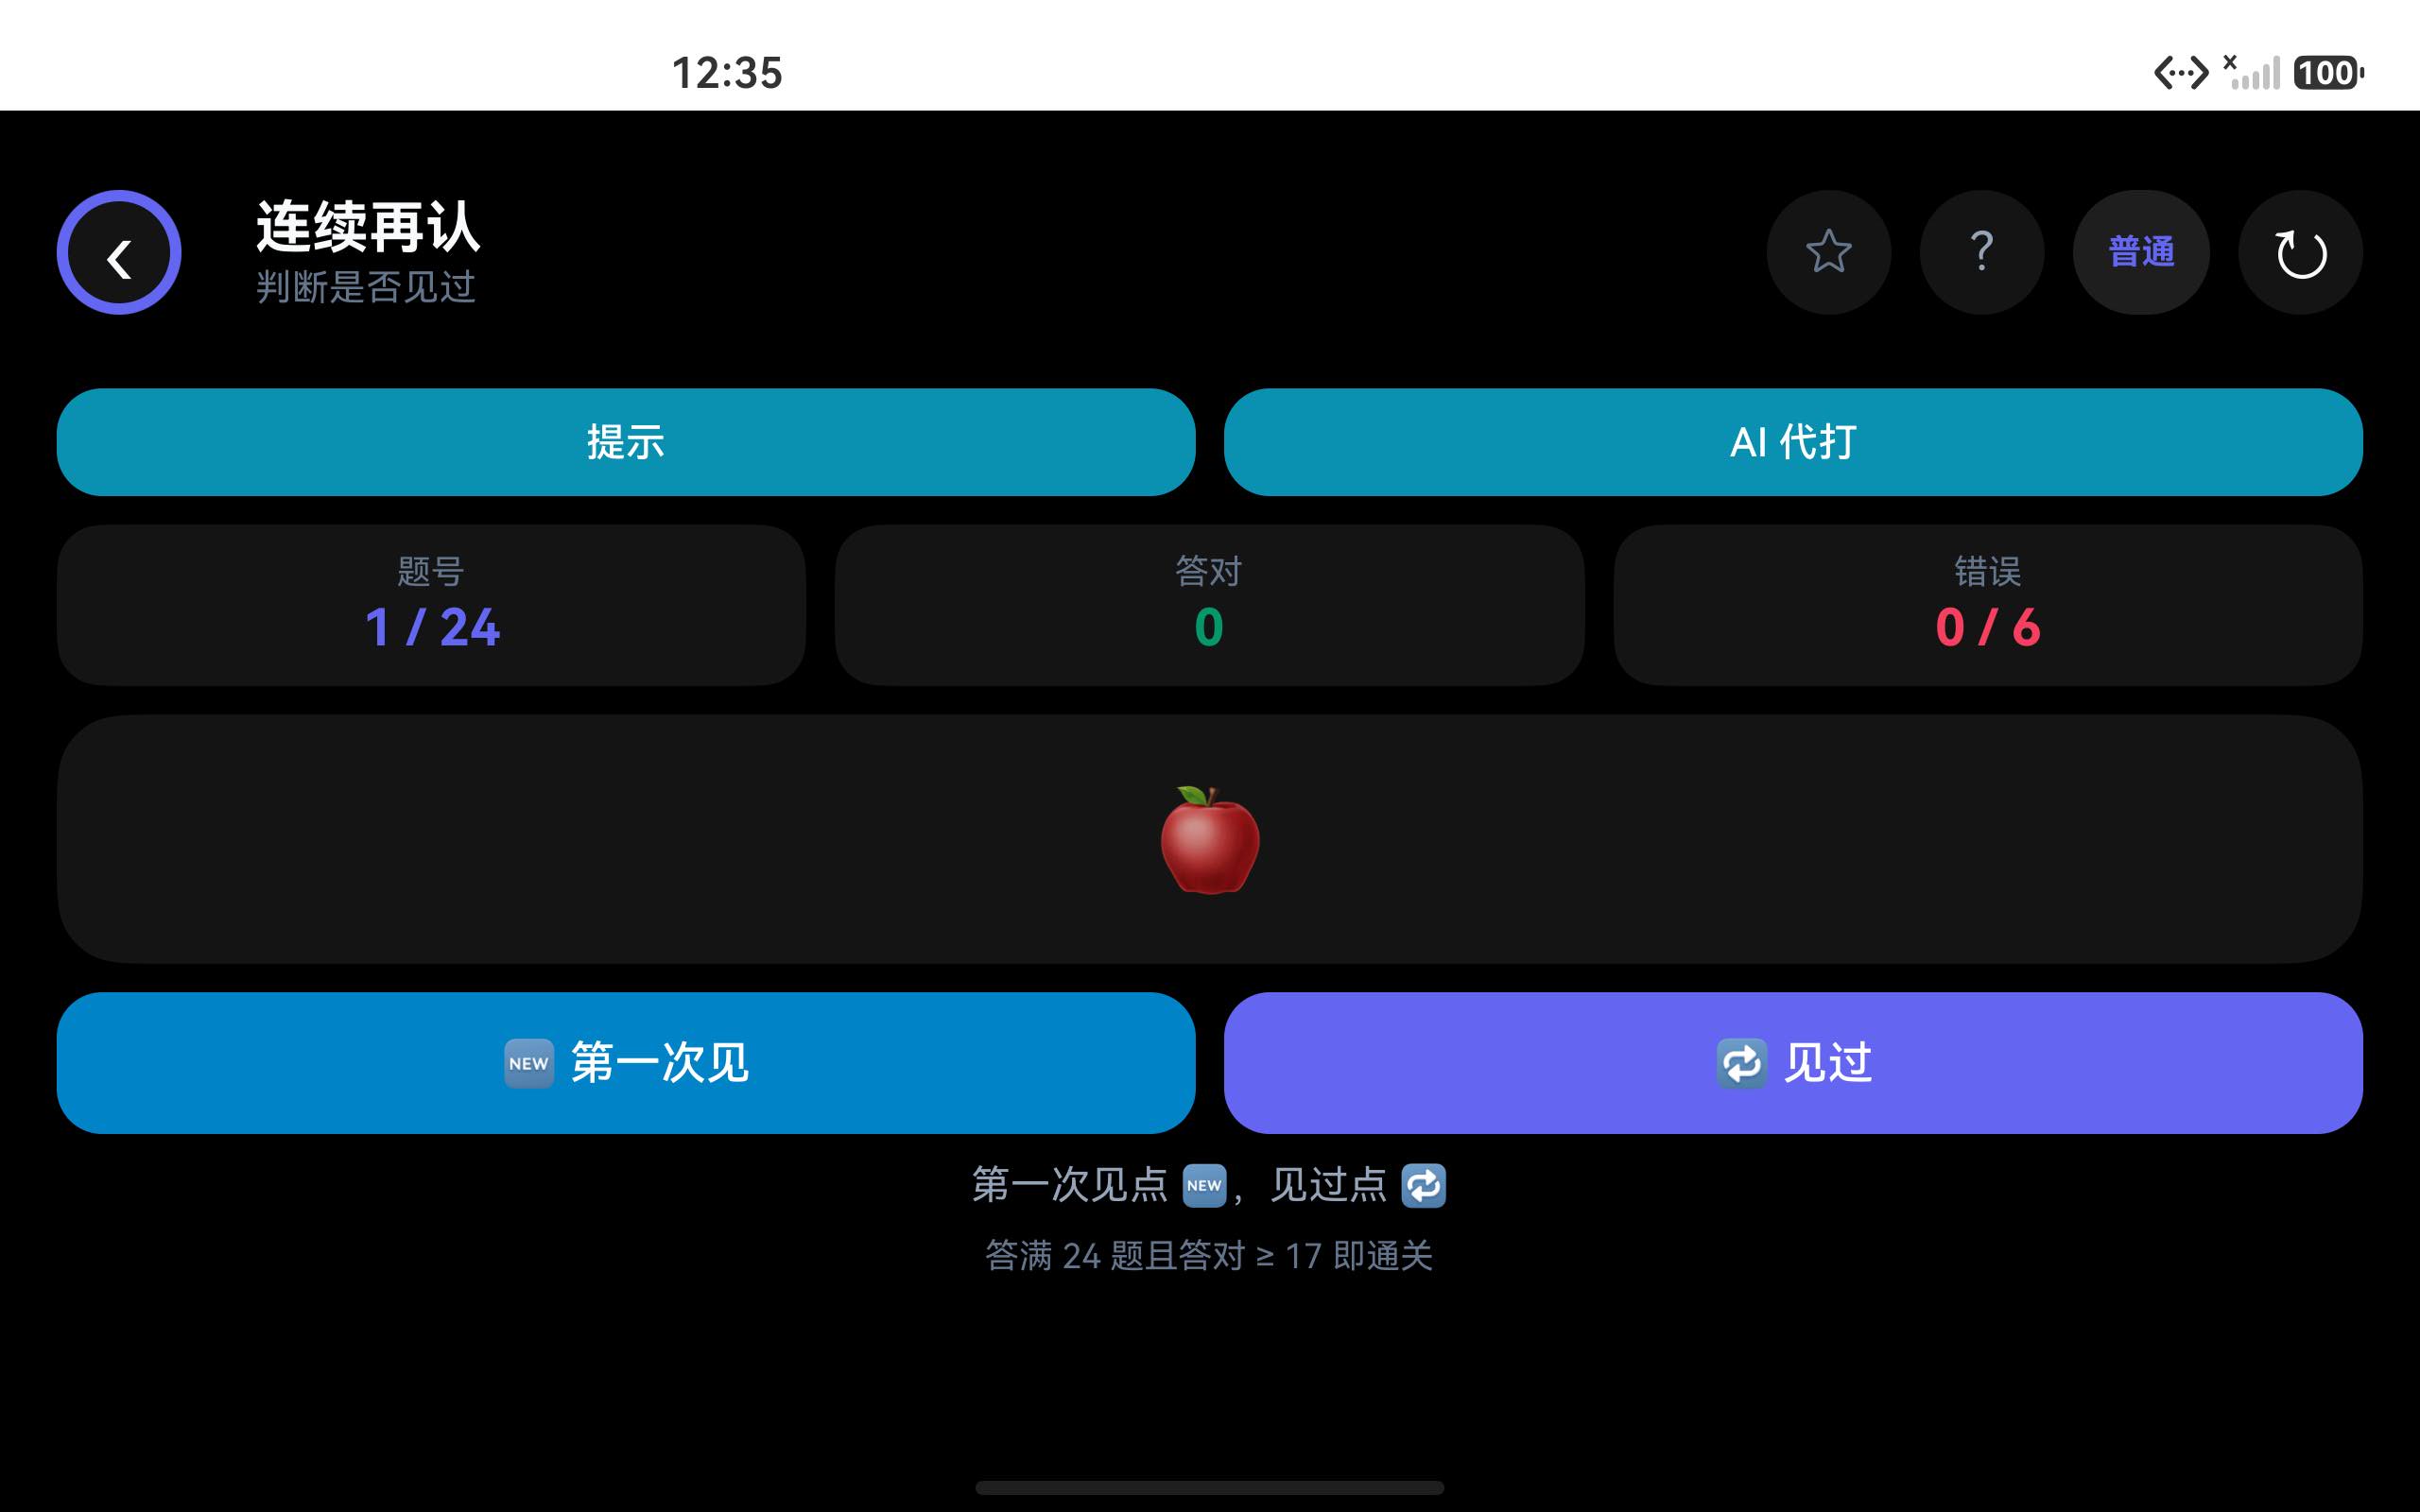 12:35
100
连续再认
判断是否见过
?
普通
提示
AI 代打
题号
1 / 24
答对
0
错误
0 / 6
NEW 第一次见
见过
第一次见点 NEW, 见过点
答满 24 题且答对 ≥ 17 即通关